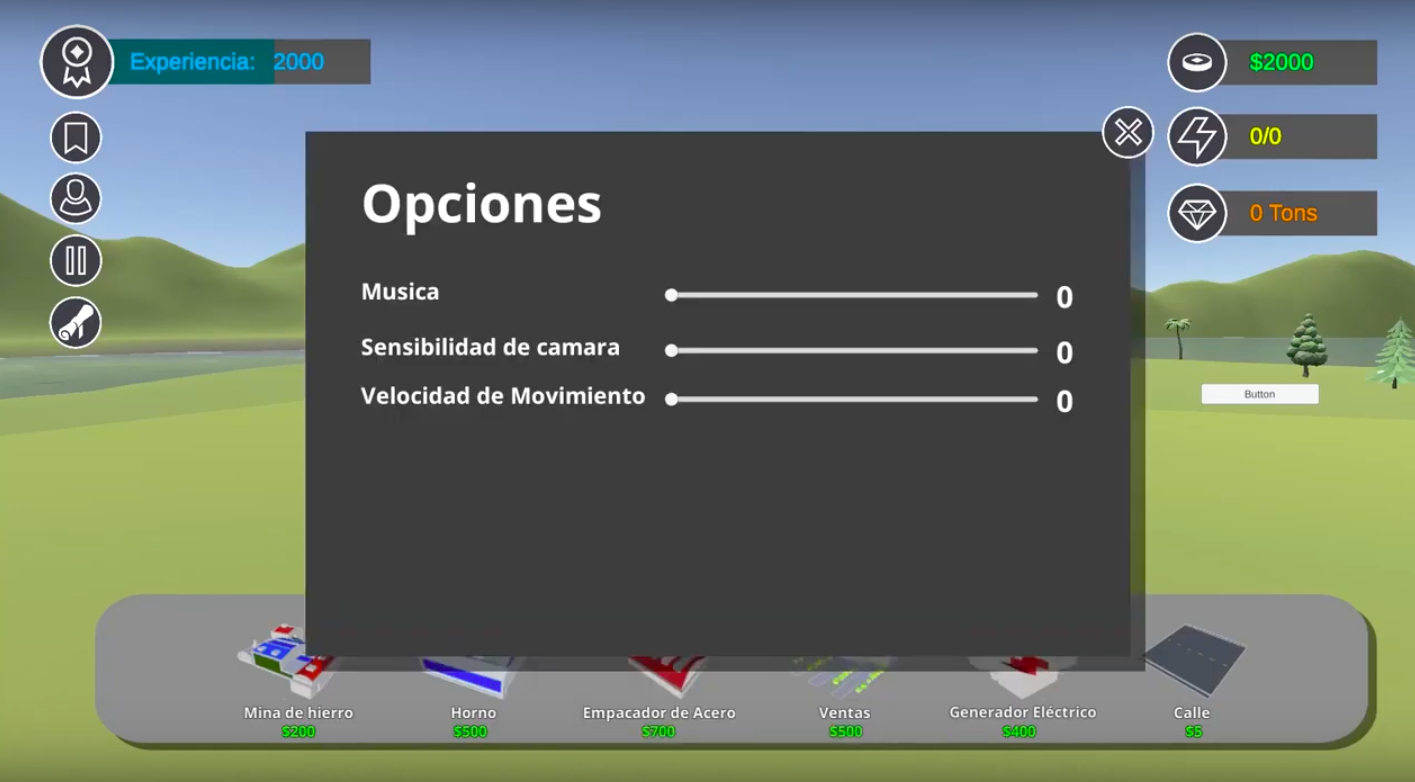 Experiencia: 2000
$2000
0/0
0 Tons
Opciones
Musica 0
Sensibilidad de camara 0
Velocidad de Movimiento 0
Button
Mina de hierro
$200
Horno
$500
Empacador de Acero
$700
Ventas
$500
Generador Eléctrico
$400
Calle
$5